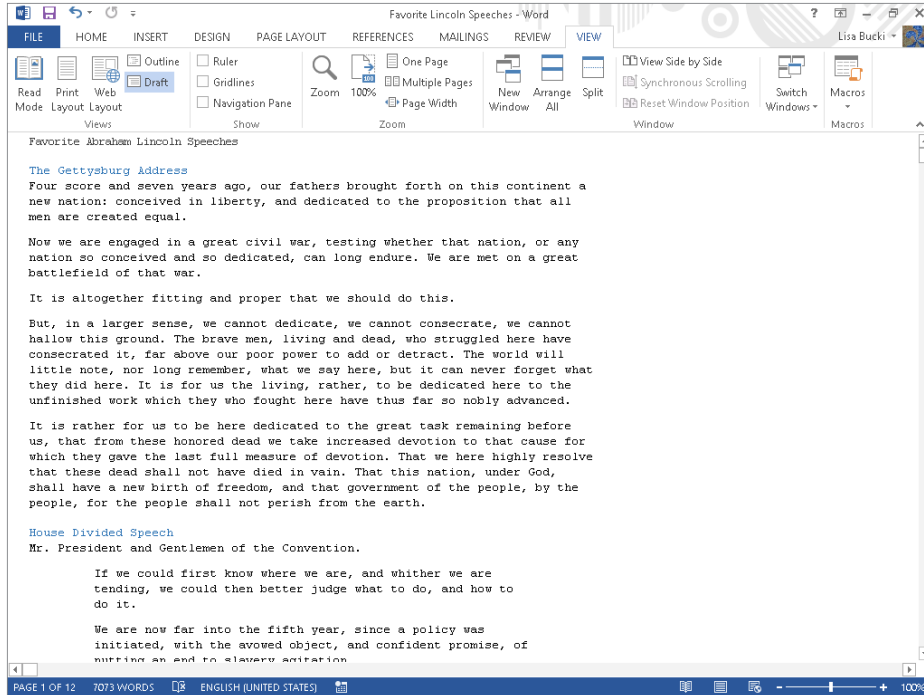 Favorite Lincoln Speeches - Word
?
FILE HOME INSERT DESIGN PAGE LAYOUT REFERENCES MAILINGS REVIEW VIEW Lisa Bucki
Outline Ruler One Page View Side by Side
Draft Gridlines Multiple Pages Synchronous Scrolling
Navigation Pane Page Width Reset Window Position
Read Mode Print Layout Web Layout Zoom 100% New Window Arrange All Split Switch Windows Macros
Views Show Zoom Window Macros
Favorite Abraham Lincoln Speeches
The Gettysburg Address
Four score and seven years ago, our fathers brought forth on this continent a
new nation: conceived in liberty, and dedicated to the proposition that all
men are created equal.
Now we are engaged in a great civil war, testing whether that nation, or any
nation so conceived and so dedicated, can long endure. We are met on a great
battlefield of that war.
It is altogether fitting and proper that we should do this.
But, in a larger sense, we cannot dedicate, we cannot consecrate, we cannot
hallow this ground. The brave men, living and dead, who struggled here have
consecrated it, far above our poor power to add or detract. The world will
little note, nor long remember, what we say here, but it can never forget what
they did here. It is for us the living, rather, to be dedicated here to the
unfinished work which they who fought here have thus far so nobly advanced.
It is rather for us to be here dedicated to the great task remaining before
us, that from these honored dead we take increased devotion to that cause for
which they gave the last full measure of devotion. That we here highly resolve
that these dead shall not have died in vain. That this nation, under God,
shall have a new birth of freedom, and that government of the people, by the
people, for the people shall not perish from the earth.
House Divided Speech
Mr. President and Gentlemen of the Convention.
If we could first know where we are, and whither we are
tending, we could then better judge what to do, and how to
do it.
We are now far into the fifth year, since a policy was
initiated, with the avowed object, and confident promise, of
putting an end to slavery agitation
PAGE 1 OF 12 7073 WORDS ENGLISH (UNITED STATES) 100%